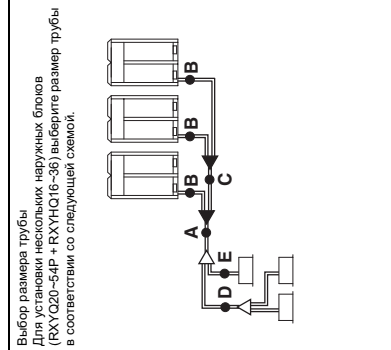 Выбор размера трубы
Для установки нескольких наружных блоков
(RXYQ20~54P + RXYHQ16~36) выберите размер трубы
в соответствии со следующей схемой.
B
B
B
A
C
D
E